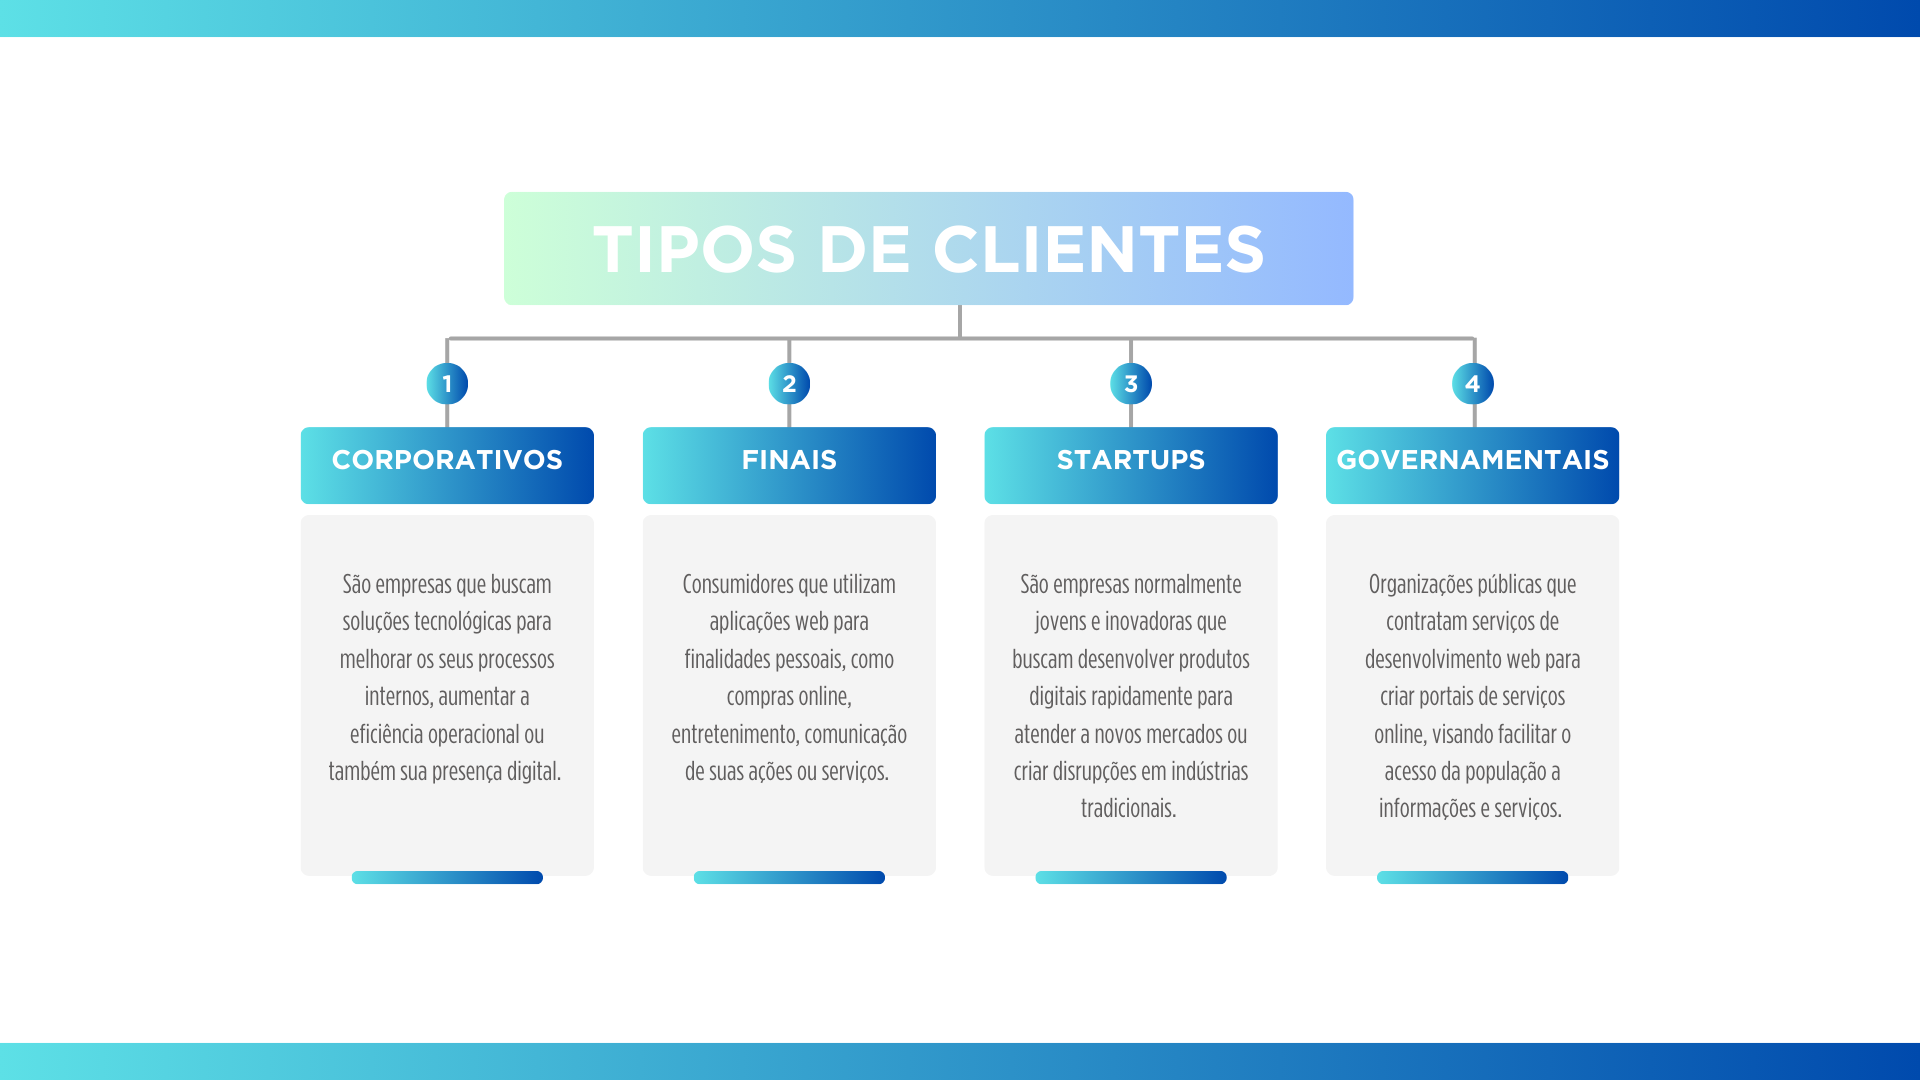 TIPOS DE CLIENTES
1
CORPORATIVOS
São empresas que buscam
soluções tecnológicas para
melhorar os seus processos
internos, aumentar a
eficiência operacional ou
também sua presença digital.
2
FINAIS
Consumidores que utilizam
aplicações web para
finalidades pessoais, como
compras online,
entretenimento, comunicação
de suas ações ou serviços.
3
STARTUPS
São empresas normalmente
jovens e inovadoras que
buscam desenvolver produtos
digitais rapidamente para
atender a novos mercados ou
criar disrupções em indústrias
tradicionais.
4
GOVERNAMENTAIS
Organizações públicas que
contratam serviços de
desenvolvimento web para
criar portais de serviços
online, visando facilitar o
acesso da população a
informações e serviços.